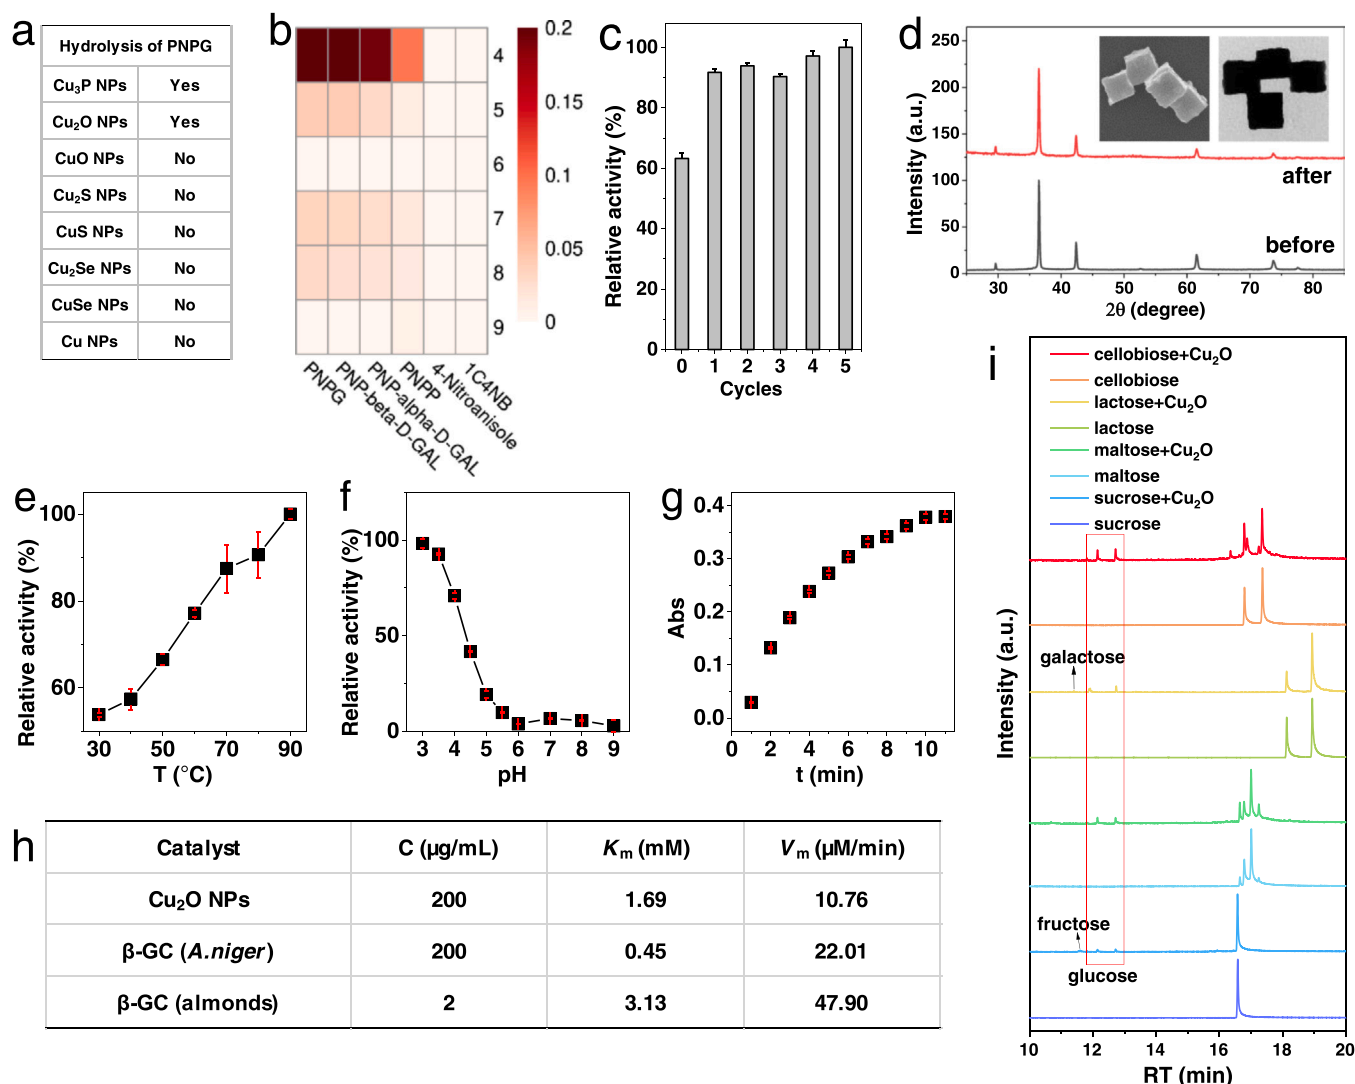 a
Hydrolysis of PNPG
Cu3P NPs Yes
Cu2O NPs Yes
CuO NPs No
Cu2S NPs No
CuS NPs No
Cu2Se NPs No
CuSe NPs No
Cu NPs No
b
4
5
6
7
8
9
PNPG
PNP-beta-D-GAL
PNP-alpha-D-GAL
PNPP
4-Nitroanisole
1C4NB
0.2
0.15
0.1
0.05
0
c
Relative activity (%)
100
80
60
40
20
0
0 1 2 3 4 5
Cycles
d
Intensity (a.u.)
250
200
150
100
50
0
after
before
30 40 50 60 70 80
2θ (degree)
e
Relative activity (%)
100
80
60
30 50 70 90
T (°C)
f
Relative activity (%)
100
50
0
3 4 5 6 7 8 9
pH
g
Abs
0.4
0.3
0.2
0.1
0.0
0 2 4 6 8 10
t (min)
h
Catalyst C (µg/mL) Km (mM) Vm (µM/min)
Cu2O NPs 200 1.69 10.76
β-GC (A.niger) 200 0.45 22.01
β-GC (almonds) 2 3.13 47.90
i
cellobiose+Cu2O
cellobiose
lactose+Cu2O
lactose
maltose+Cu2O
maltose
sucrose+Cu2O
sucrose
Intensity (a.u.)
galactose
fructose
glucose
10 12 14 16 18 20
RT (min)